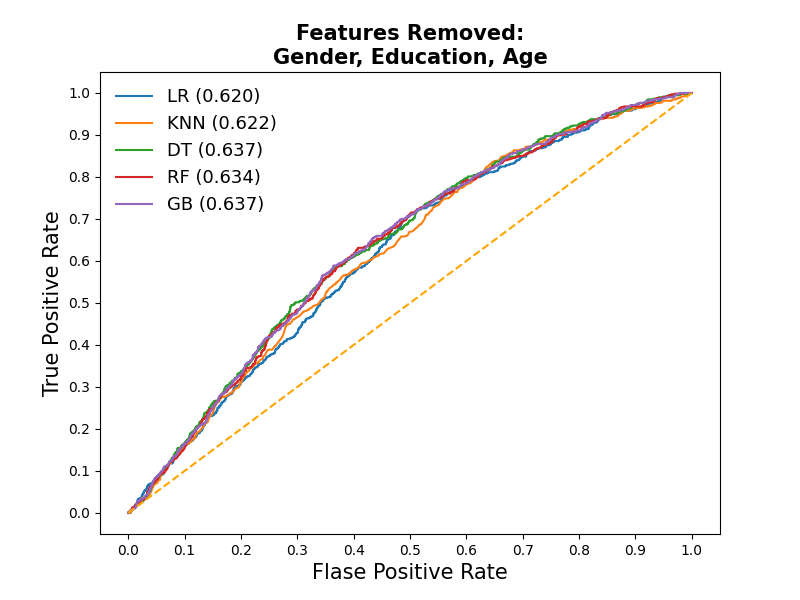 Features Removed:
Gender, Education, Age
LR (0.620)
KNN (0.622)
DT (0.637)
RF (0.634)
GB (0.637)
True Positive Rate
1.0
0.9
0.8
0.7
0.6
0.5
0.4
0.3
0.2
0.1
0.0
0.0 0.1 0.2 0.3 0.4 0.5 0.6 0.7 0.8 0.9 1.0
Flase Positive Rate